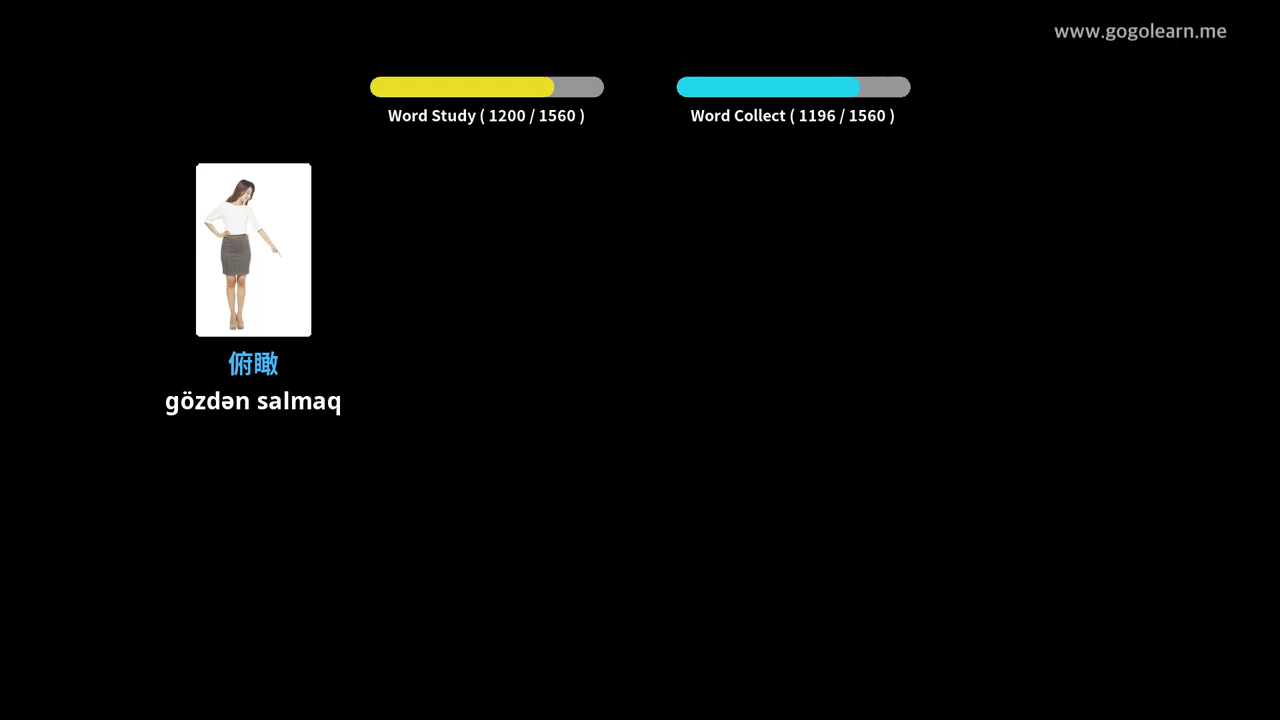 www.gogolearn.me
Word Study ( 1200 / 1560 )
Word Collect ( 1196 / 1560 )
俯瞰
gözdən salmaq